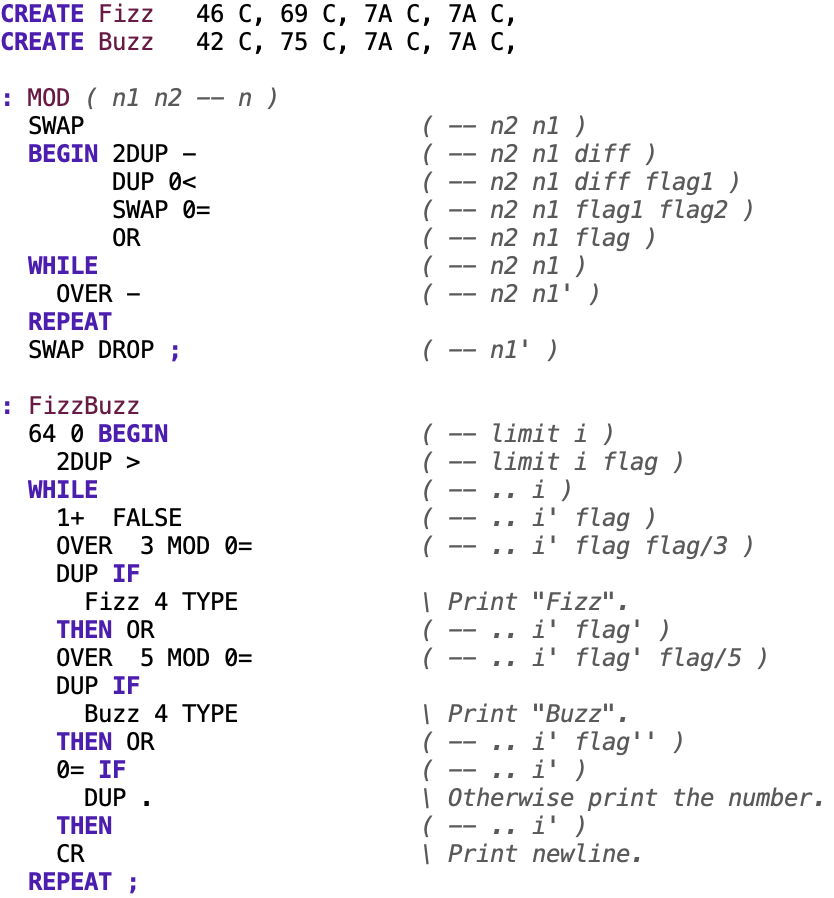 CREATE Fizz   46 C, 69 C, 7A C, 7A C,
CREATE Buzz   42 C, 75 C, 7A C, 7A C,

: MOD ( n1 n2 -- n )
  SWAP                        ( -- n2 n1 )
  BEGIN 2DUP -                ( -- n2 n1 diff )
        DUP 0<                ( -- n2 n1 diff flag1 )
        SWAP 0=               ( -- n2 n1 flag1 flag2 )
        OR                    ( -- n2 n1 flag )
  WHILE                       ( -- n2 n1 )
    OVER -                    ( -- n2 n1' )
  REPEAT
  SWAP DROP ;                 ( -- n1' )

: FizzBuzz
  64 0 BEGIN                  ( -- limit i )
    2DUP >                    ( -- limit i flag )
  WHILE                       ( -- .. i )
    1+  FALSE                 ( -- .. i' flag )
    OVER  3 MOD 0=            ( -- .. i' flag flag/3 )
    DUP IF
      Fizz 4 TYPE             \ Print "Fizz".
    THEN OR                   ( -- .. i' flag' )
    OVER  5 MOD 0=            ( -- .. i' flag' flag/5 )
    DUP IF
      Buzz 4 TYPE             \ Print "Buzz".
    THEN OR                   ( -- .. i' flag'' )
    0= IF                     ( -- .. i' )
      DUP .                   \ Otherwise print the number.
    THEN                      ( -- .. i' )
    CR                        \ Print newline.
  REPEAT ;